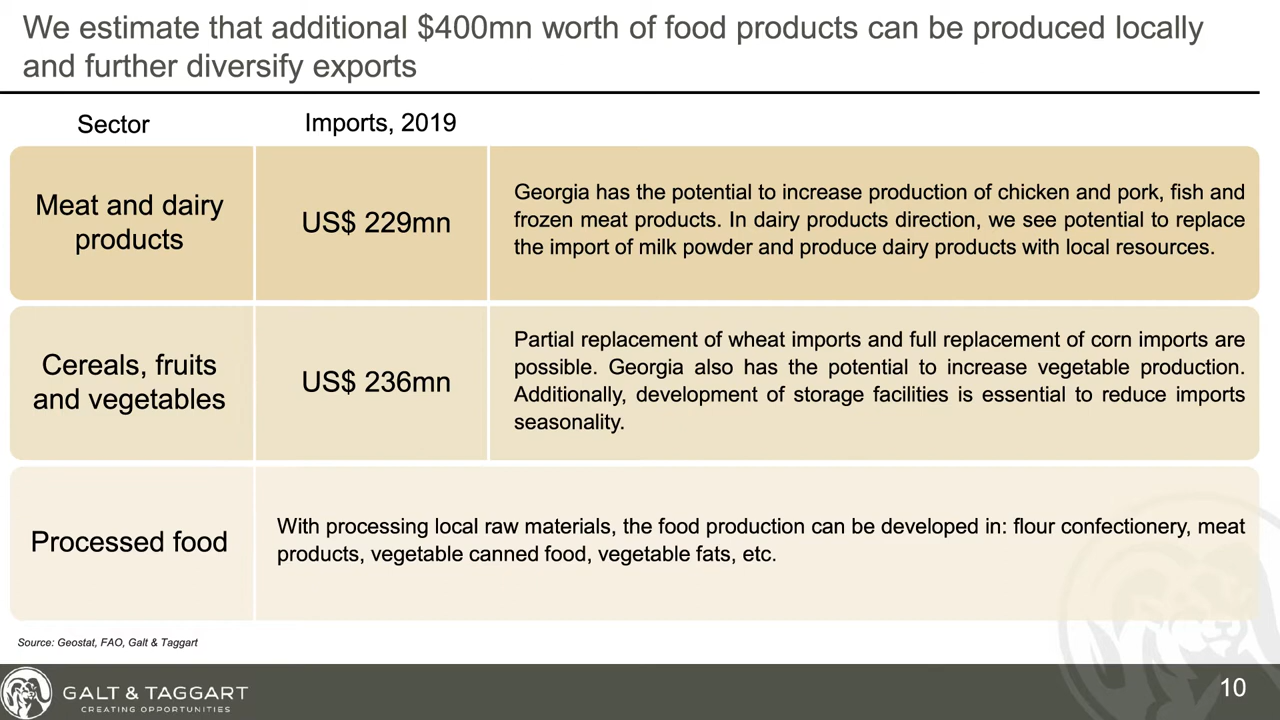 We estimate that additional $400mn worth of food products can be produced locally
and further diversify exports
Sector
Imports, 2019
Meat and dairy
products
US$ 229mn
Georgia has the potential to increase production of chicken and pork, fish and
frozen meat products. In dairy products direction, we see potential to replace
the import of milk powder and produce dairy products with local resources.
Cereals, fruits
and vegetables
US$ 236mn
Partial replacement of wheat imports and full replacement of corn imports are
possible. Georgia also has the potential to increase vegetable production.
Additionally, development of storage facilities is essential to reduce imports
seasonality.
Processed food
With processing local raw materials, the food production can be developed in: flour confectionery, meat
products, vegetable canned food, vegetable fats, etc.
Source: Geostat, FAO, Galt & Taggart
GALT & TAGGART
CREATING OPPORTUNITIES
10